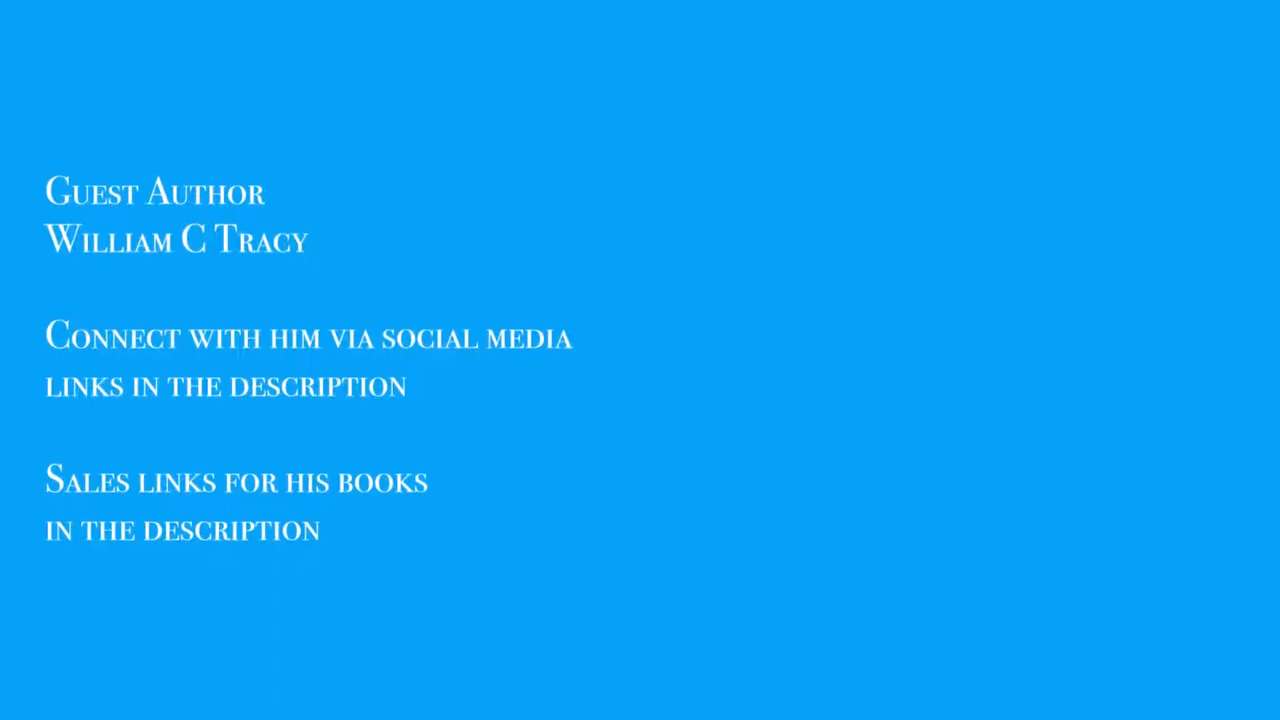 Guest Author
William C Tracy
Connect with him via social media
links in the description
Sales links for his books
in the description